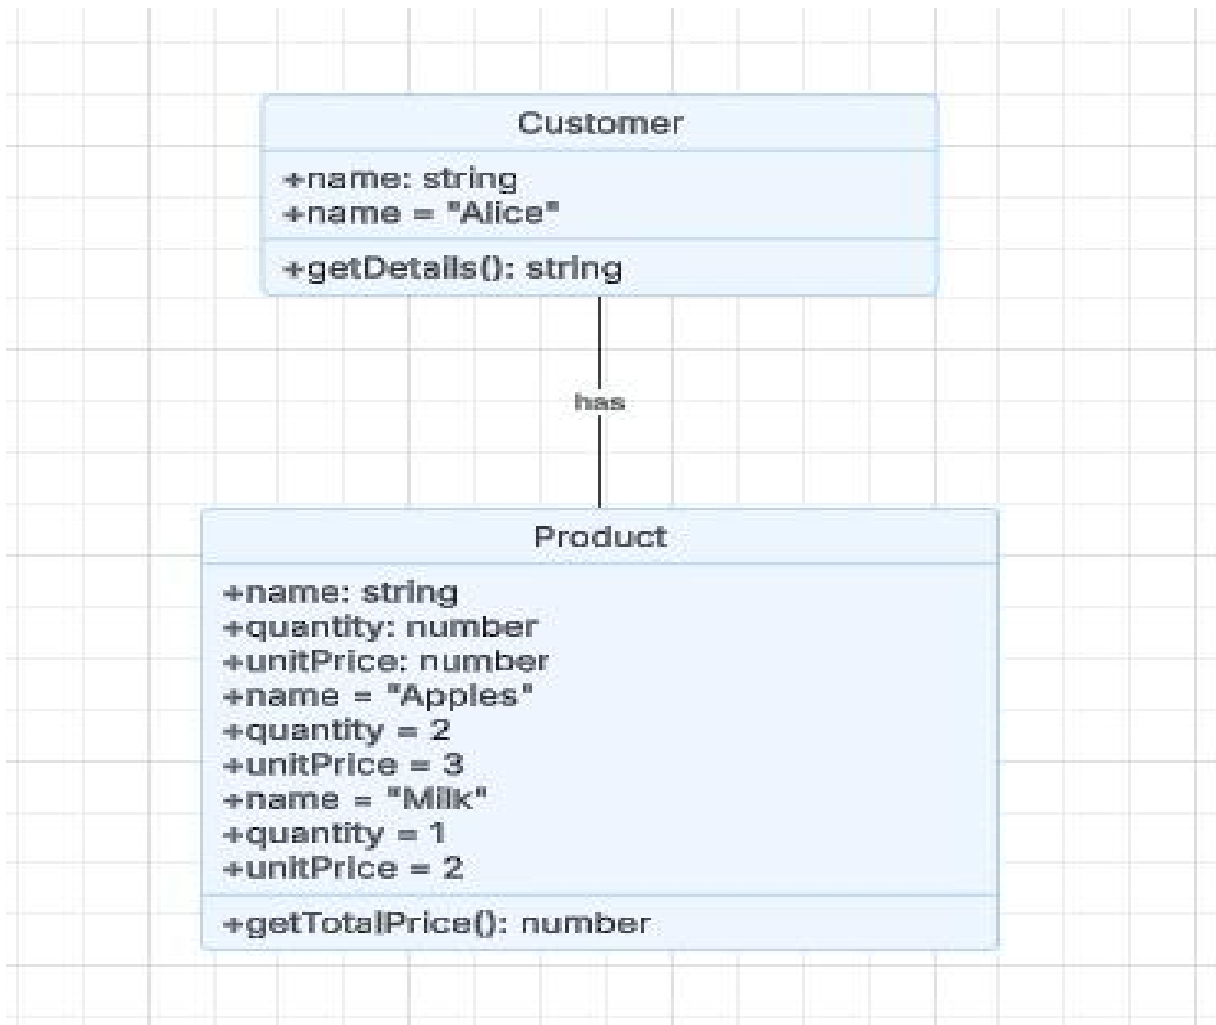 Customer
+name: string
+name = "Alice"
+getDetails(): string
has
Product
+name: string
+quantity: number
+unitPrice: number
+name = "Apples"
+quantity = 2
+unitPrice = 3
+name = "Milk"
+quantity = 1
+unitPrice = 2
+getTotalPrice(): number